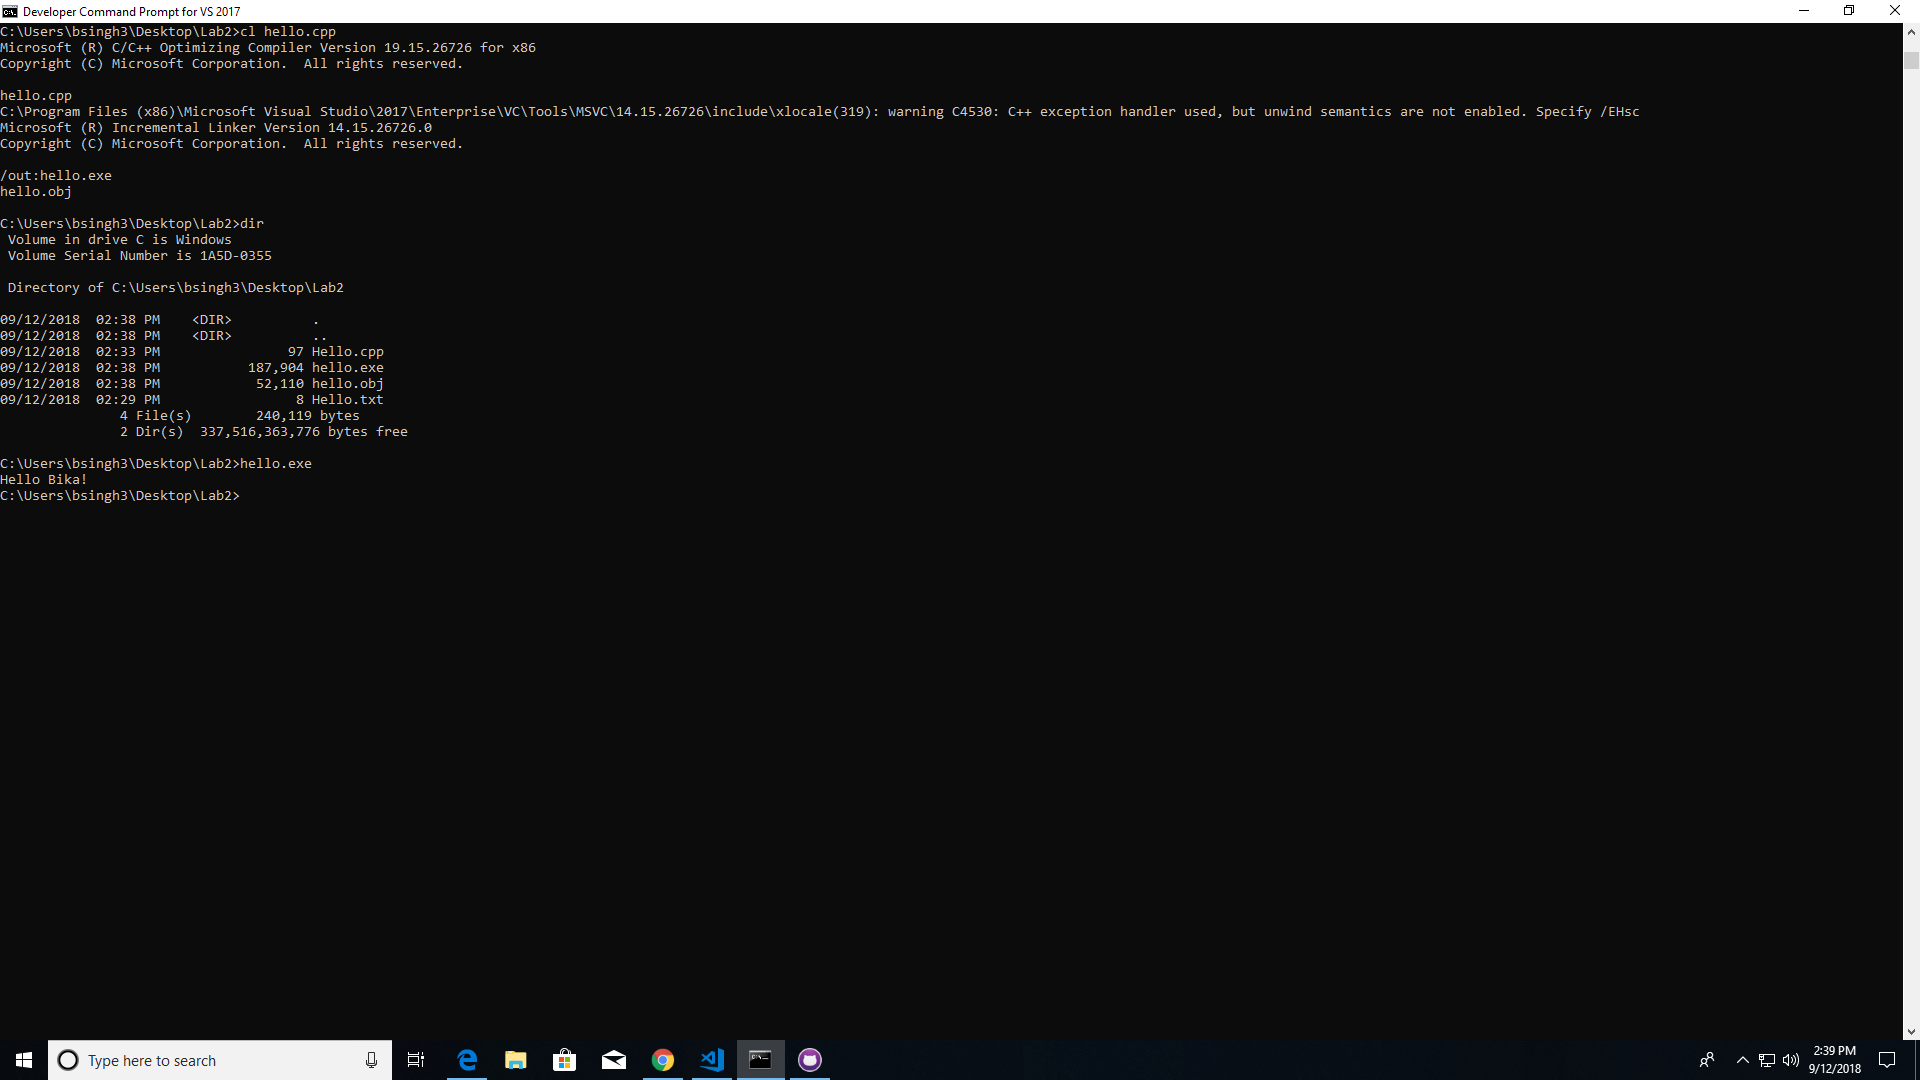 Developer Command Prompt for VS 2017
C:\Users\bsingh3\Desktop\Lab2>cl hello.cpp
Microsoft (R) C/C++ Optimizing Compiler Version 19.15.26726 for x86
Copyright (C) Microsoft Corporation.  All rights reserved.
hello.cpp
C:\Program Files (x86)\Microsoft Visual Studio\2017\Enterprise\VC\Tools\MSVC\14.15.26726\include\xlocale(319): warning C4530: C++ exception handler used, but unwind semantics are not enabled. Specify /EHsc
Microsoft (R) Incremental Linker Version 14.15.26726.0
Copyright (C) Microsoft Corporation.  All rights reserved.
/out:hello.exe
hello.obj
C:\Users\bsingh3\Desktop\Lab2>dir
 Volume in drive C is Windows
 Volume Serial Number is 1A5D-0355
 Directory of C:\Users\bsingh3\Desktop\Lab2
09/12/2018  02:38 PM    <DIR>          .
09/12/2018  02:38 PM    <DIR>          ..
09/12/2018  02:33 PM                97 Hello.cpp
09/12/2018  02:38 PM           187,904 hello.exe
09/12/2018  02:38 PM            52,110 hello.obj
09/12/2018  02:29 PM                 8 Hello.txt
               4 File(s)        240,119 bytes
               2 Dir(s)  337,516,363,776 bytes free
C:\Users\bsingh3\Desktop\Lab2>hello.exe
Hello Bika!
C:\Users\bsingh3\Desktop\Lab2>
Type here to search
2:39 PM
9/12/2018